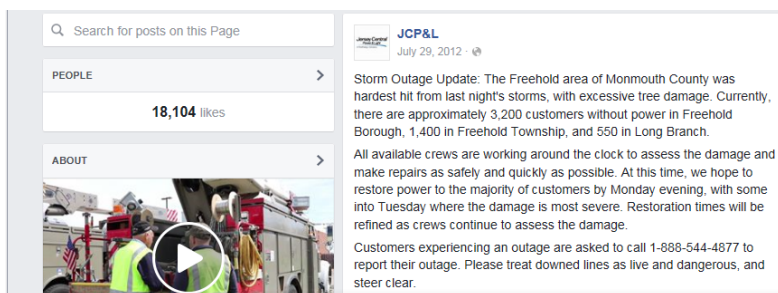 Search for posts on this Page
PEOPLE
18,104 likes
ABOUT
JCP&L
July 29, 2012 ·
Storm Outage Update: The Freehold area of Monmouth County was
hardest hit from last night's storms, with excessive tree damage. Currently,
there are approximately 3,200 customers without power in Freehold
Borough, 1,400 in Freehold Township, and 550 in Long Branch.
All available crews are working around the clock to assess the damage and
make repairs as safely and quickly as possible. At this time, we hope to
restore power to the majority of customers by Monday evening, with some
into Tuesday where the damage is most severe. Restoration times will be
refined as crews continue to assess the damage.
Customers experiencing an outage are asked to call 1-888-544-4877 to
report their outage. Please treat downed lines as live and dangerous, and
steer clear.